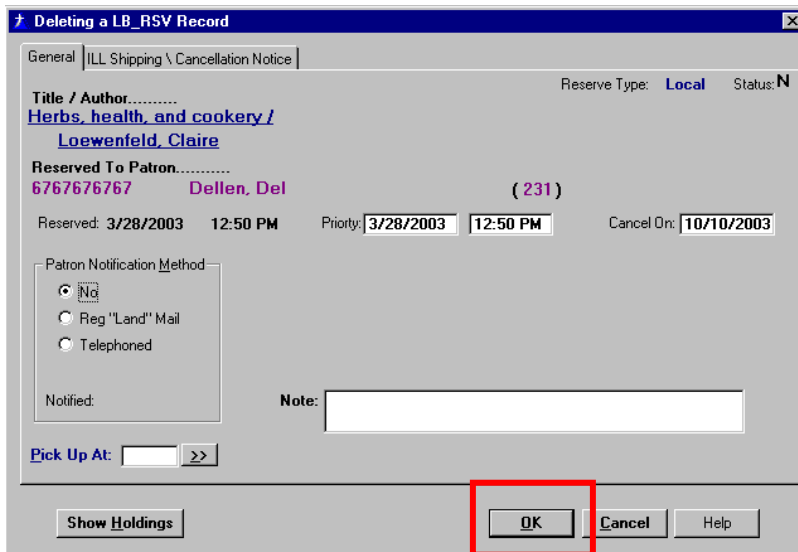 Deleting a LB_RSV Record
General ILL Shipping \ Cancellation Notice
Reserve Type: Local Status: N
Title / Author..........
Herbs, health, and cookery /
Loewenfeld, Claire
Reserved To Patron...........
6767676767 Dellen, Del ( 231 )
Reserved: 3/28/2003 12:50 PM Priorty: 3/28/2003 12:50 PM Cancel On: 10/10/2003
Patron Notification Method
No
Reg "Land" Mail
Telephoned
Notified: Note:
Pick Up At: >>
Show Holdings OK Cancel Help